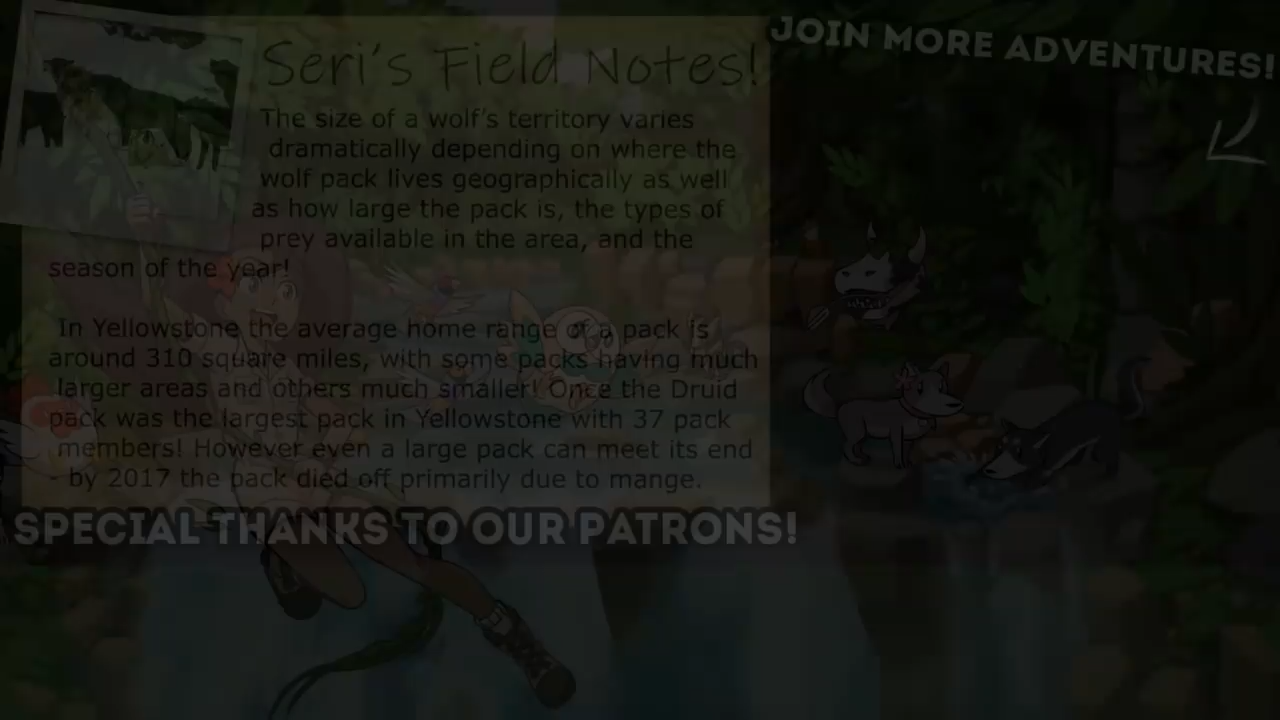 Seri's Field Notes!
JOIN MORE ADVENTURES!
The size of a wolf's territory varies
dramatically depending on where the
wolf pack lives geographically as well
as how large the pack is, the types of
prey available in the area, and the
season of the year!
In Yellowstone the average home range of a pack is
around 310 square miles, with some packs having much
larger areas and others much smaller! Once the Druid
pack was the largest pack in Yellowstone with 37 pack
members! However even a large pack can meet its end
- by 2017 the pack died off primarily due to mange.
SPECIAL THANKS TO OUR PATRONS!